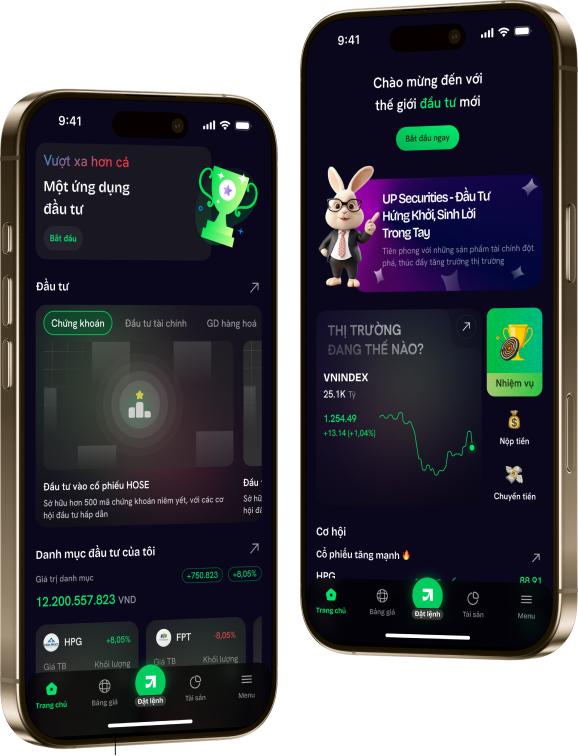 9:41
Vượt xa hơn cả
Một ứng dụng
đầu tư
Bắt đầu
Đầu tư
Chứng khoán
Đầu tư tài chính
GD hàng hoá
Đầu tư vào cổ phiếu HOSE
Sở hữu hơn 500 mã chứng khoán niêm yết, với các cơ
hội đầu tư hấp dẫn
Đầu
Sở hữ
hội đ
Danh mục đầu tư của tôi
Giá trị danh mục
+750.823
+8,05%
12.200.557.823 VND
HPG
+8,05%
FPT
-8,05%
Giá TB
Khối lượng
Giá TB
Khối lượng
Trang chủ
Bảng giá
Đặt lệnh
Tài sản
Menu
9:41
Chào mừng đến với
thế giới đầu tư mới
Bắt đầu ngay
UP Securities - Đầu Tư
Hứng Khởi, Sinh Lời
Trong Tay
Tiên phong với những sản phẩm tài chính đột
phá, thúc đẩy tăng trưởng thị trường
THỊ TRƯỜNG
ĐANG THẾ NÀO?
VNINDEX
25.1K Tỷ
1.254.49
+13.14 (+1,04%)
Nhiệm vụ
Nộp tiền
Chuyển tiền
Cơ hội
Cổ phiếu tăng mạnh 🔥
HPG
88.91
Trang chủ
Bảng giá
Đặt lệnh
Tài sản
Menu